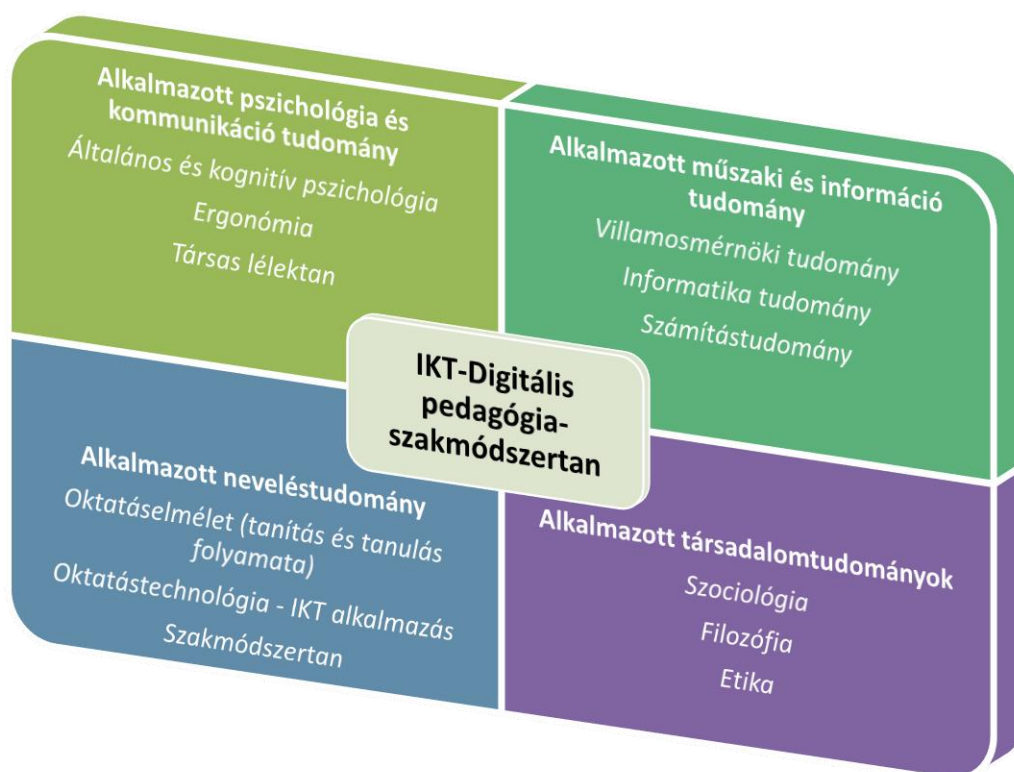 Alkalmazott pszichológia és
kommunikáció tudomány
Általános és kognitív pszichológia
Ergonómia
Társas lélektan
Alkalmazott műszaki és információ
tudomány
Villamosmérnöki tudomány
Informatika tudomány
Számítástudomány
IKT-Digitális
pedagógia-
szakmódszertan
Alkalmazott neveléstudomány
Oktatáselmélet (tanítás és tanulás
folyamata)
Oktatástechnológia - IKT alkalmazás
Szakmódszertan
Alkalmazott társadalomtudományok
Szociológia
Filozófia
Etika